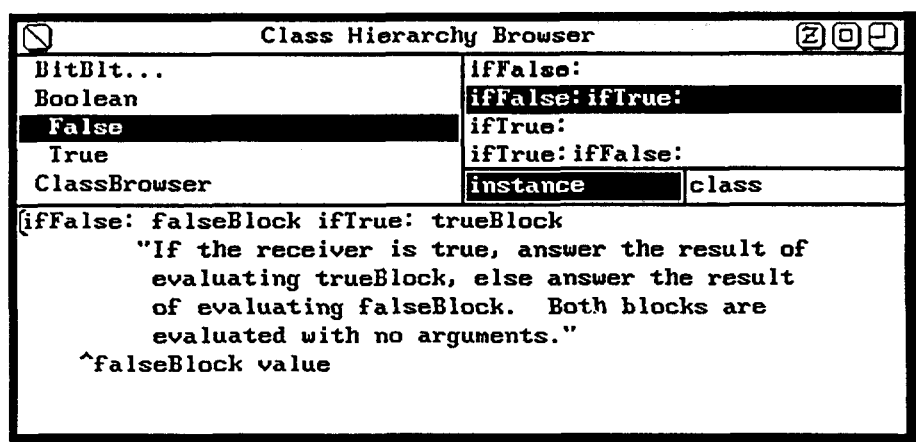 Class Hierarchy Browser
BitBlt...
Boolean
False
True
ClassBrowser
ifFalse:
ifFalse:ifTrue:
ifTrue:
ifTrue:ifFalse:
instance
class
ifFalse: falseBlock ifTrue: trueBlock
"If the receiver is true, answer the result of
evaluating trueBlock, else answer the result
of evaluating falseBlock.  Both blocks are
evaluated with no arguments."
^falseBlock value